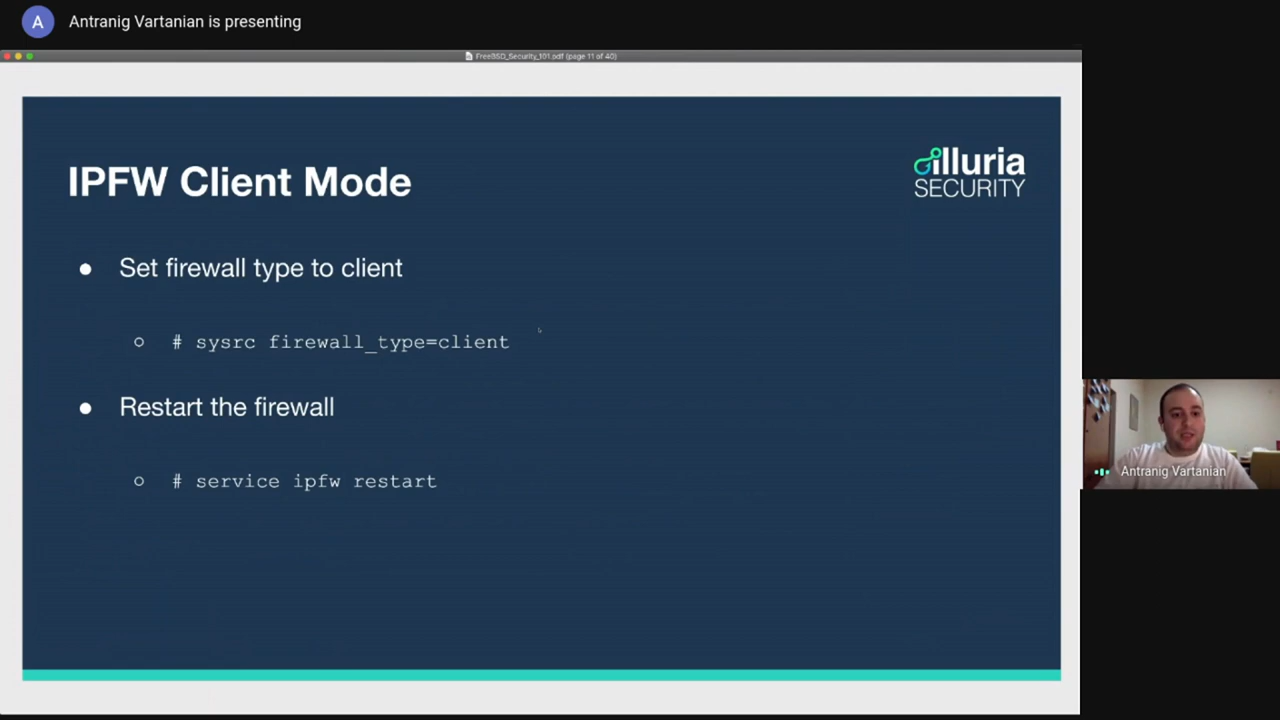 A
Antranig Vartanian is presenting
FreeBSD_Security_101.pdf (page 11 of 40)
IPFW Client Mode
illuria
SECURITY
● Set firewall type to client
○ # sysrc firewall_type=client
● Restart the firewall
○ # service ipfw restart
Antranig Vartanian